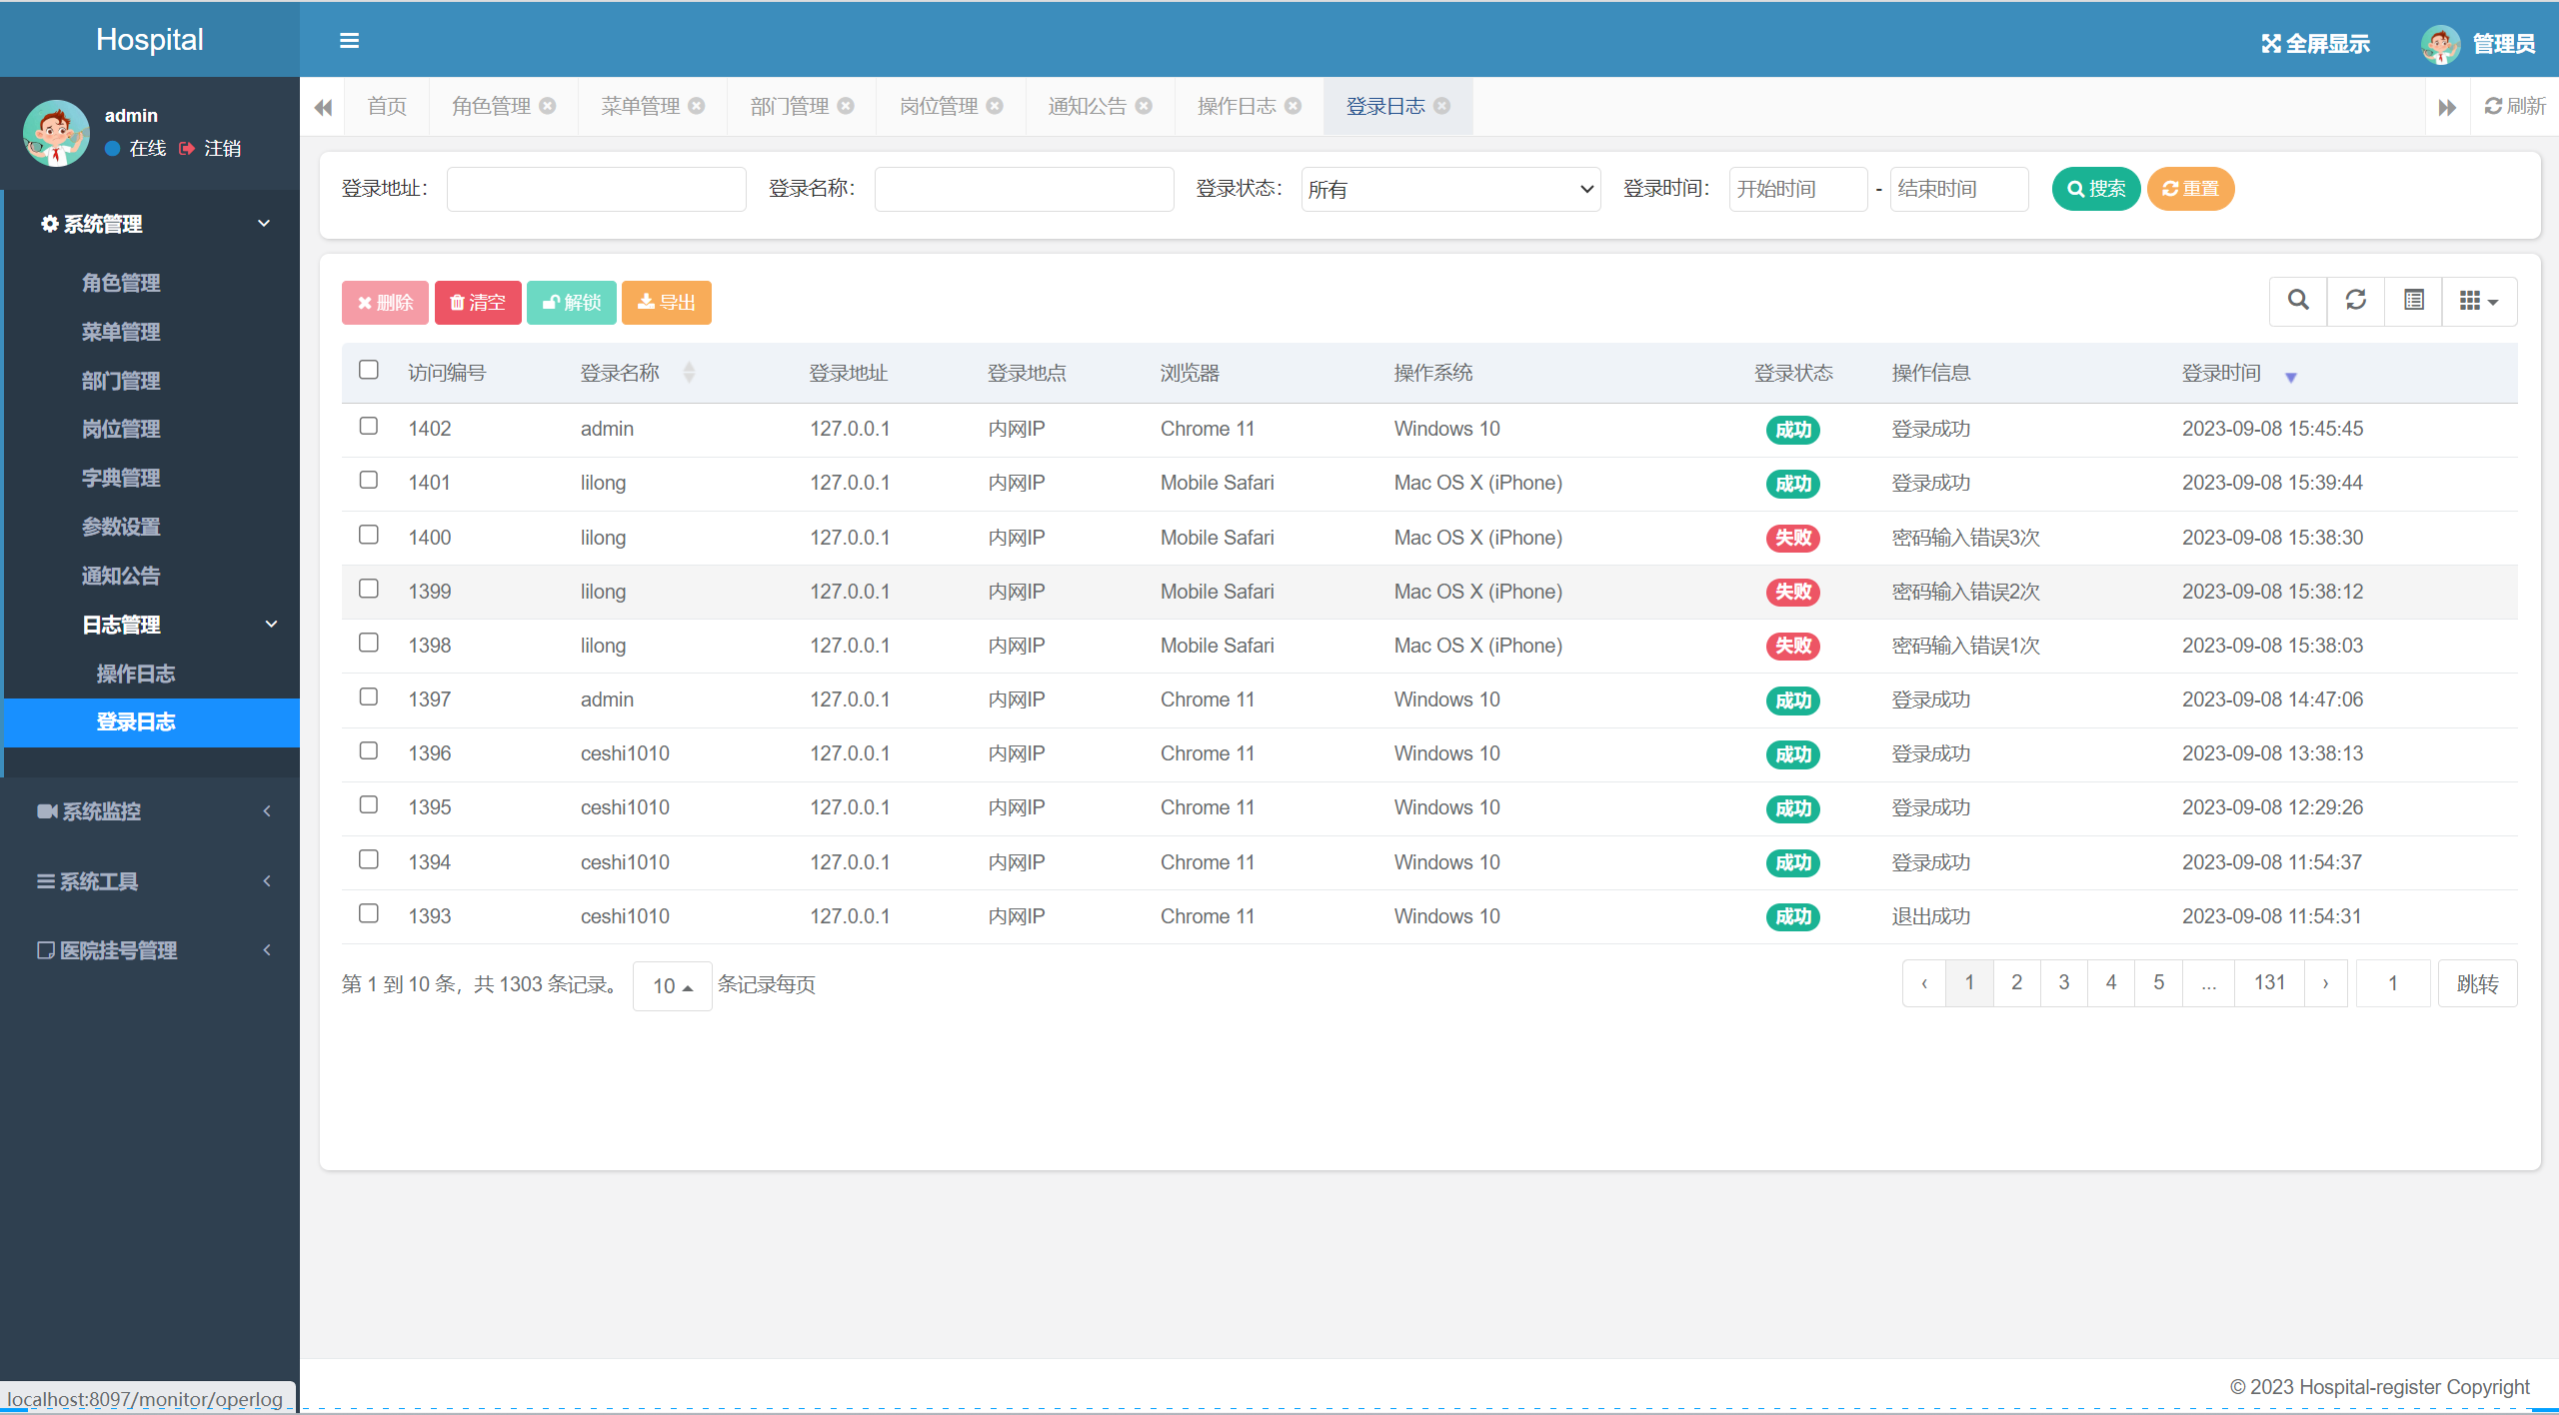 Hospital
全屏显示 管理员
admin
在线 注销
首页 角色管理 菜单管理 部门管理 岗位管理 通知公告 操作日志 登录日志 刷新
系统管理
角色管理
菜单管理
部门管理
岗位管理
字典管理
参数设置
通知公告
日志管理
操作日志
登录日志
系统监控
系统工具
医院挂号管理
登录地址： 登录名称： 登录状态： 所有 登录时间： 开始时间 - 结束时间 搜索 重置
删除 清空 解锁 导出
访问编号 登录名称 登录地址 登录地点 浏览器 操作系统 登录状态 操作信息 登录时间
1402 admin 127.0.0.1 内网IP Chrome 11 Windows 10 成功 登录成功 2023-09-08 15:45:45
1401 lilong 127.0.0.1 内网IP Mobile Safari Mac OS X (iPhone) 成功 登录成功 2023-09-08 15:39:44
1400 lilong 127.0.0.1 内网IP Mobile Safari Mac OS X (iPhone) 失败 密码输入错误3次 2023-09-08 15:38:30
1399 lilong 127.0.0.1 内网IP Mobile Safari Mac OS X (iPhone) 失败 密码输入错误2次 2023-09-08 15:38:12
1398 lilong 127.0.0.1 内网IP Mobile Safari Mac OS X (iPhone) 失败 密码输入错误1次 2023-09-08 15:38:03
1397 admin 127.0.0.1 内网IP Chrome 11 Windows 10 成功 登录成功 2023-09-08 14:47:06
1396 ceshi1010 127.0.0.1 内网IP Chrome 11 Windows 10 成功 登录成功 2023-09-08 13:38:13
1395 ceshi1010 127.0.0.1 内网IP Chrome 11 Windows 10 成功 登录成功 2023-09-08 12:29:26
1394 ceshi1010 127.0.0.1 内网IP Chrome 11 Windows 10 成功 登录成功 2023-09-08 11:54:37
1393 ceshi1010 127.0.0.1 内网IP Chrome 11 Windows 10 成功 退出成功 2023-09-08 11:54:31
第 1 到 10 条，共 1303 条记录。 10 条记录每页 ‹ 1 2 3 4 5 ... 131 › 1 跳转
© 2023 Hospital-register Copyright
localhost:8097/monitor/operlog